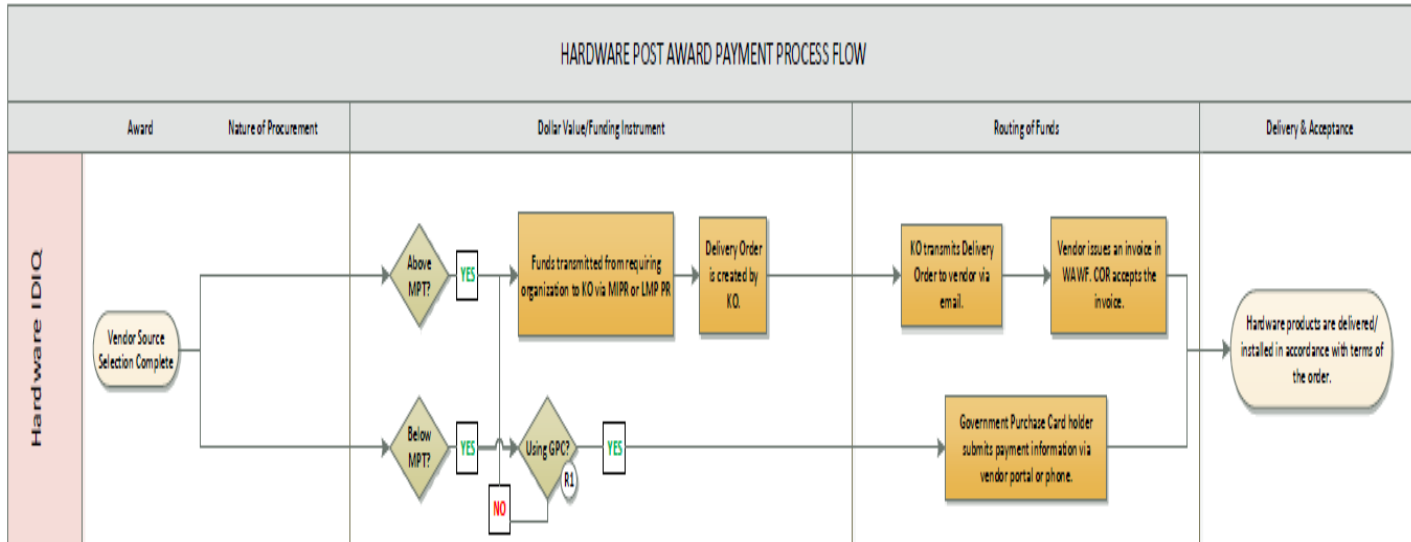 HARDWARE POST AWARD PAYMENT PROCESS FLOW
Award
Nature of Procurement
Dollar Value/Funding Instrument
Routing of Funds
Delivery & Acceptance
Hardware IDIQ
Vendor Source
Selection Complete
Above
MPT?
YES
Funds transmitted from requiring
organization to KO via MIPR or LMP PR
Delivery Order
is created by
KO.
KO transmits Delivery
Order to vendor via
email.
Vendor issues an invoice in
WAWF. COR accepts the
invoice.
Hardware products are delivered/
installed in accordance with terms of
the order.
Below
MPT?
YES
Using GPC?
R1
YES
NO
Government Purchase Card holder
submits payment information via
vendor portal or phone.